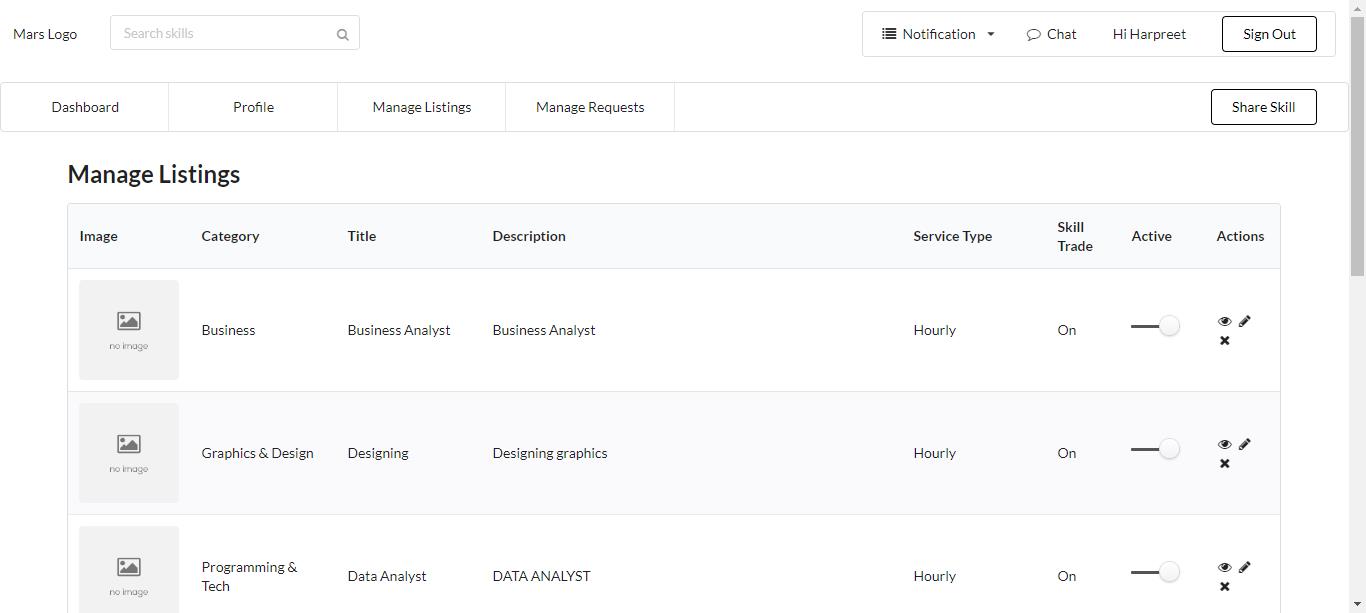 Mars Logo
Search skills
Notification
Chat
Hi Harpreet
Sign Out
Dashboard
Profile
Manage Listings
Manage Requests
Share Skill
Manage Listings
Image
Category
Title
Description
Service Type
Skill
Trade
Active
Actions
no image
Business
Business Analyst
Business Analyst
Hourly
On
no image
Graphics & Design
Designing
Designing graphics
Hourly
On
no image
Programming &
Tech
Data Analyst
DATA ANALYST
Hourly
On